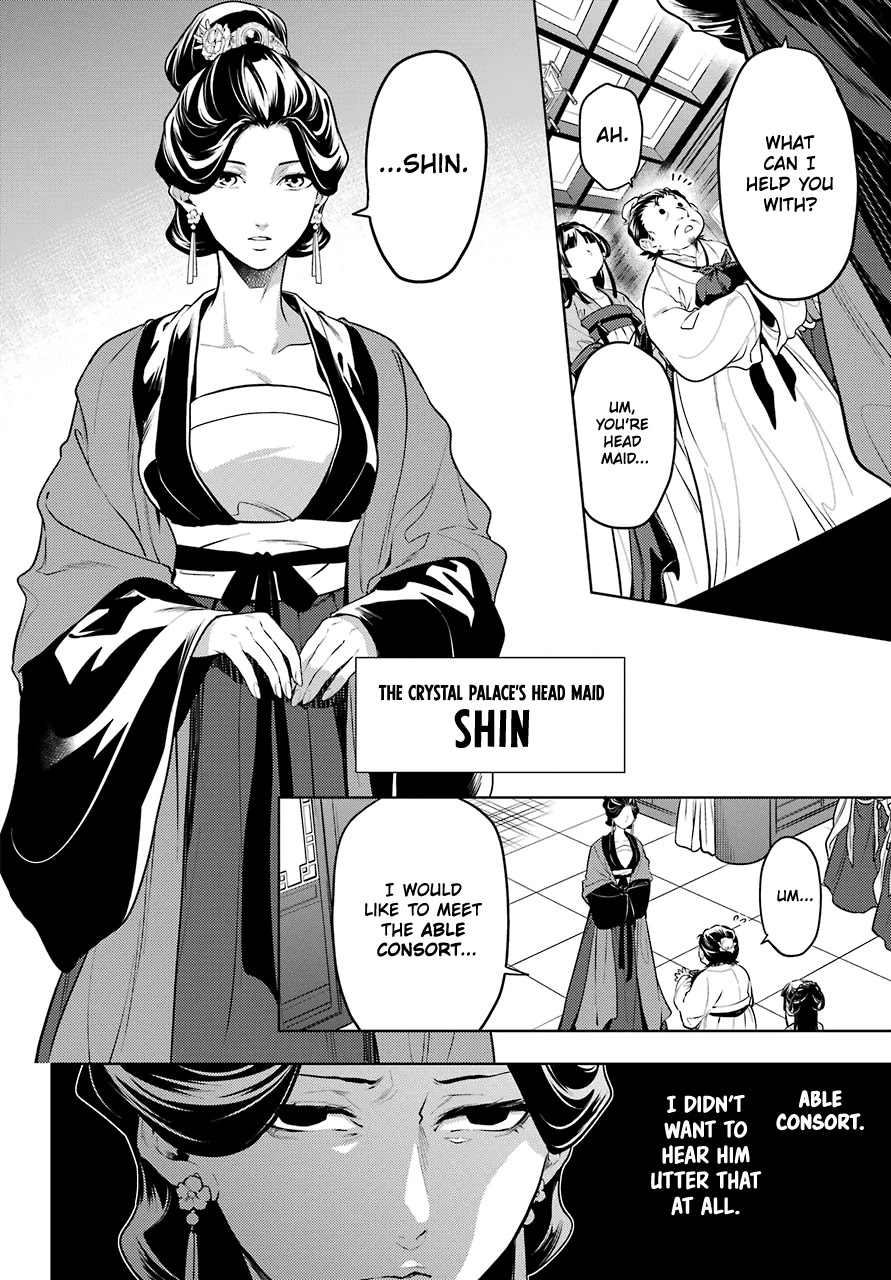 WHAT
CAN I
HELP YOU
WITH?
AH.
UM,
YOU'RE
HEAD
MAID...
...SHIN.
THE CRYSTAL PALACE'S HEAD MAID
SHIN
UM...
I WOULD
LIKE TO MEET
THE ABLE
CONSORT...
ABLE
CONSORT.
I DIDN'T
WANT TO
HEAR HIM
UTTER THAT
AT ALL.